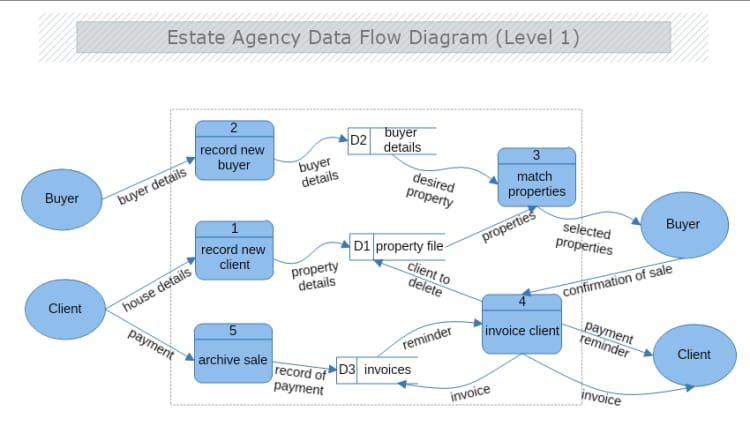 Estate Agency Data Flow Diagram (Level 1)
2
record new
buyer
D2
buyer
details
3
match
properties
Buyer
buyer details
buyer
details
desired
property
1
record new
client
D1
property file
properties
selected
properties
Buyer
Client
house details
property
details
client to
delete
confirmation of sale
4
invoice client
payment
5
archive sale
record of
payment
D3
invoices
reminder
payment
reminder
Client
invoice
invoice